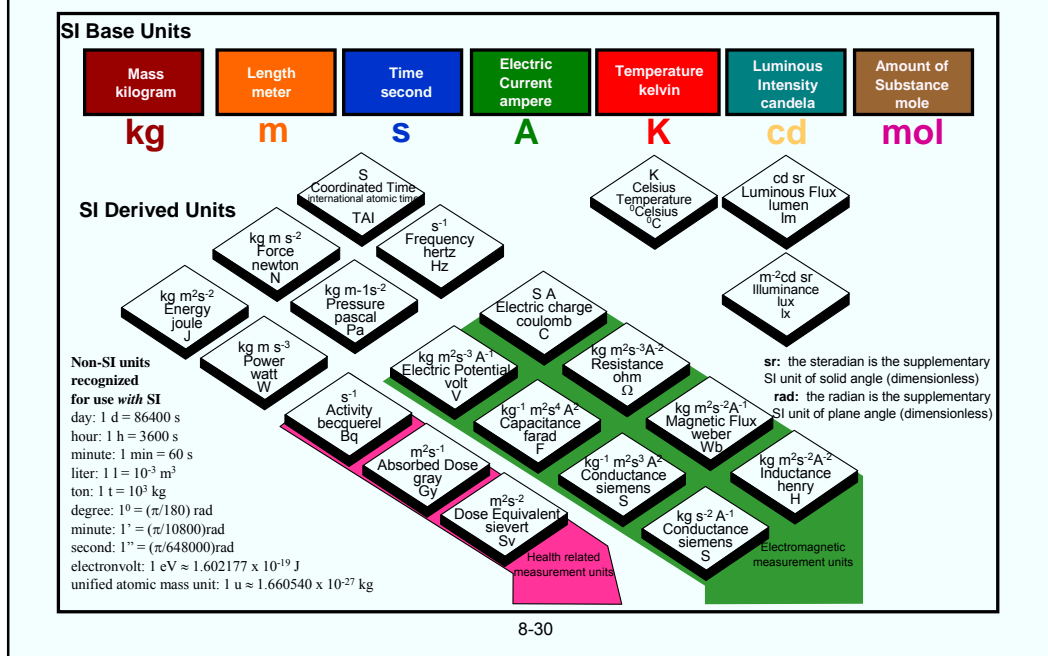 SI Base Units
Mass
kilogram
Length
meter
Time
second
Electric
Current
ampere
Temperature
kelvin
Luminous
Intensity
candela
Amount of
Substance
mole
kg
m
s
A
K
cd
mol
SI Derived Units
S
Coordinated Time
international atomic time
TAI
K
Celsius
Temperature
⁰Celsius
⁰C
cd sr
Luminous Flux
lumen
lm
kg m s⁻²
Force
newton
N
s⁻¹
Frequency
hertz
Hz
kg m²s⁻²
Energy
joule
J
kg m-1s⁻²
Pressure
pascal
Pa
m⁻²cd sr
Illuminance
lux
lx
S A
Electric charge
coulomb
C
kg m s⁻³
Power
watt
W
kg m²s⁻³ A⁻¹
Electric Potential
volt
V
kg m²s⁻³A⁻²
Resistance
ohm
Ω
s⁻¹
Activity
becquerel
Bq
kg⁻¹ m²s⁴ A²
Capacitance
farad
F
kg m²s⁻²A⁻¹
Magnetic Flux
weber
Wb
m²s⁻¹
Absorbed Dose
gray
Gy
kg⁻¹ m²s³ A²
Conductance
siemens
S
kg m²s⁻²A⁻²
Inductance
henry
H
m²s⁻²
Dose Equivalent
sievert
Sv
kg s⁻² A⁻¹
Conductance
siemens
S
sr: the steradian is the supplementary
SI unit of solid angle (dimensionless)
rad: the radian is the supplementary
SI unit of plane angle (dimensionless)
Non-SI units
recognized
for use with SI
day: 1 d = 86400 s
hour: 1 h = 3600 s
minute: 1 min = 60 s
liter: 1 l = 10⁻³ m³
ton: 1 t = 10³ kg
degree: 1⁰ = (π/180) rad
minute: 1’ = (π/10800)rad
second: 1” = (π/648000)rad
electronvolt: 1 eV ≈ 1.602177 x 10⁻¹⁹ J
unified atomic mass unit: 1 u ≈ 1.660540 x 10⁻²⁷ kg
Health related
measurement units
Electromagnetic
measurement units
8-30